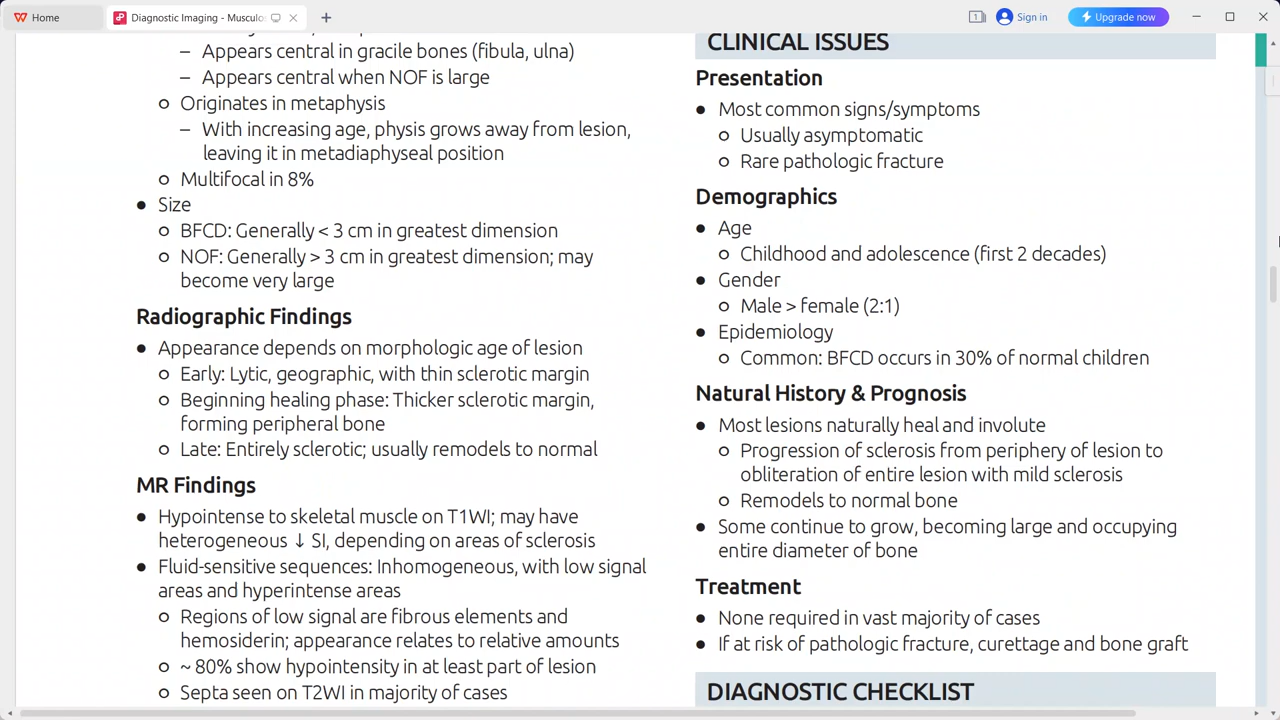 Home
Diagnostic Imaging - Musculos
Sign in
Upgrade now
– Appears central in gracile bones (fibula, ulna)
– Appears central when NOF is large
o Originates in metaphysis
– With increasing age, physis grows away from lesion,
leaving it in metadiaphyseal position
o Multifocal in 8%
● Size
o BFCD: Generally < 3 cm in greatest dimension
o NOF: Generally > 3 cm in greatest dimension; may
become very large
Radiographic Findings
● Appearance depends on morphologic age of lesion
o Early: Lytic, geographic, with thin sclerotic margin
o Beginning healing phase: Thicker sclerotic margin,
forming peripheral bone
o Late: Entirely sclerotic; usually remodels to normal
MR Findings
● Hypointense to skeletal muscle on T1WI; may have
heterogeneous ↓ SI, depending on areas of sclerosis
● Fluid-sensitive sequences: Inhomogeneous, with low signal
areas and hyperintense areas
o Regions of low signal are fibrous elements and
hemosiderin; appearance relates to relative amounts
o ~ 80% show hypointensity in at least part of lesion
o Septa seen on T2WI in majority of cases
CLINICAL ISSUES
Presentation
● Most common signs/symptoms
o Usually asymptomatic
o Rare pathologic fracture
Demographics
● Age
o Childhood and adolescence (first 2 decades)
● Gender
o Male > female (2:1)
● Epidemiology
o Common: BFCD occurs in 30% of normal children
Natural History & Prognosis
● Most lesions naturally heal and involute
o Progression of sclerosis from periphery of lesion to
obliteration of entire lesion with mild sclerosis
o Remodels to normal bone
● Some continue to grow, becoming large and occupying
entire diameter of bone
Treatment
● None required in vast majority of cases
● If at risk of pathologic fracture, curettage and bone graft
DIAGNOSTIC CHECKLIST